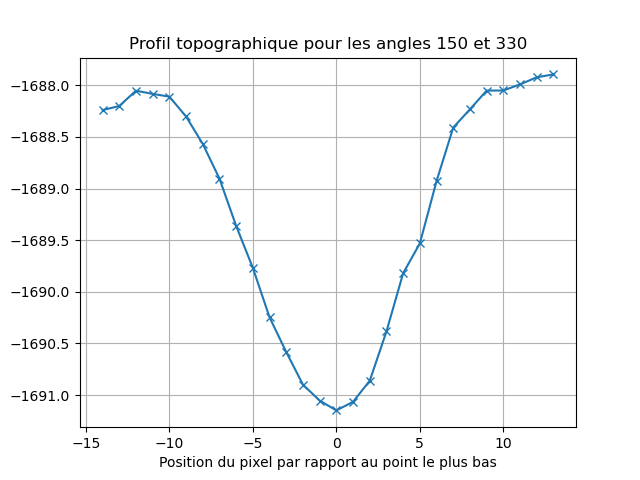 Profil topographique pour les angles 150 et 330
−1688.0
−1688.5
−1689.0
−1689.5
−1690.0
−1690.5
−1691.0
−15 −10 −5 0 5 10
Position du pixel par rapport au point le plus bas